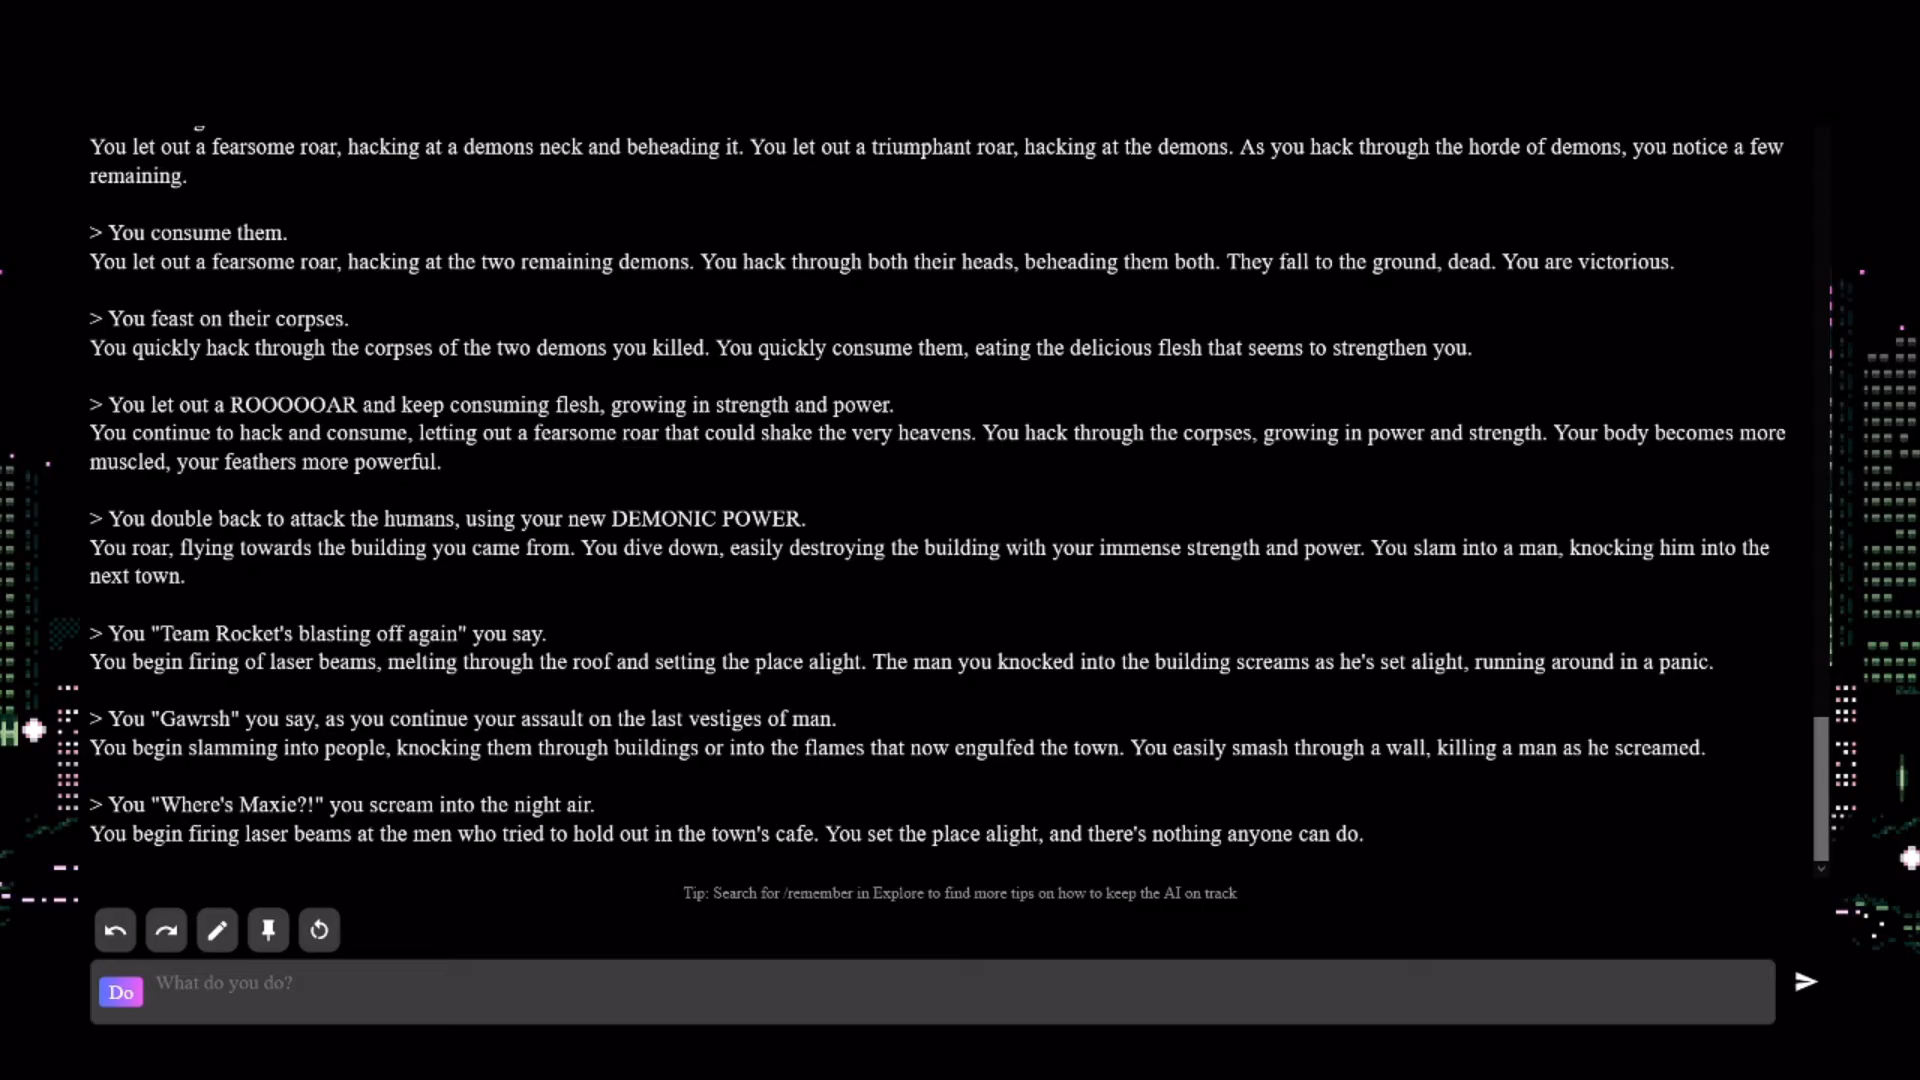 You let out a fearsome roar, hacking at a demons neck and beheading it. You let out a triumphant roar, hacking at the demons. As you hack through the horde of demons, you notice a few
remaining.
> You consume them.
You let out a fearsome roar, hacking at the two remaining demons. You hack through both their heads, beheading them both. They fall to the ground, dead. You are victorious.
> You feast on their corpses.
You quickly hack through the corpses of the two demons you killed. You quickly consume them, eating the delicious flesh that seems to strengthen you.
> You let out a ROOOOOAR and keep consuming flesh, growing in strength and power.
You continue to hack and consume, letting out a fearsome roar that could shake the very heavens. You hack through the corpses, growing in power and strength. Your body becomes more
muscled, your feathers more powerful.
> You double back to attack the humans, using your new DEMONIC POWER.
You roar, flying towards the building you came from. You dive down, easily destroying the building with your immense strength and power. You slam into a man, knocking him into the
next town.
> You "Team Rocket's blasting off again" you say.
You begin firing of laser beams, melting through the roof and setting the place alight. The man you knocked into the building screams as he's set alight, running around in a panic.
> You "Gawrsh" you say, as you continue your assault on the last vestiges of man.
You begin slamming into people, knocking them through buildings or into the flames that now engulfed the town. You easily smash through a wall, killing a man as he screamed.
> You "Where's Maxie?!" you scream into the night air.
You begin firing laser beams at the men who tried to hold out in the town's cafe. You set the place alight, and there's nothing anyone can do.
Tip: Search for /remember in Explore to find more tips on how to keep the AI on track
Do What do you do?